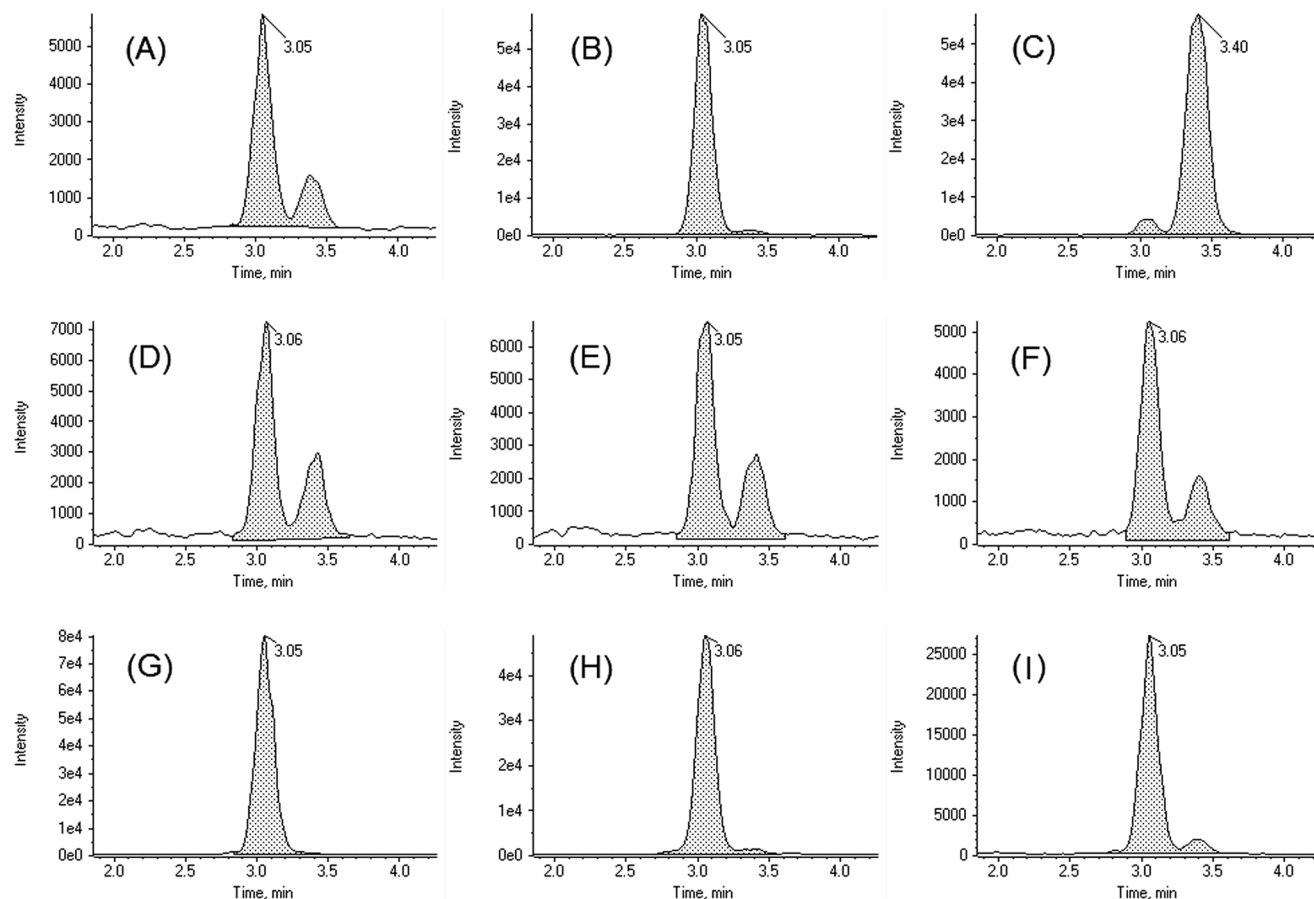 (A)
3.05
5000
4000
3000
2000
1000
0
Intensity
2.0 2.5 3.0 3.5 4.0
Time, min
(B)
3.05
5e4
4e4
3e4
2e4
1e4
0e0
Intensity
2.0 2.5 3.0 3.5 4.0
Time, min
(C)
3.40
5e4
4e4
3e4
2e4
1e4
0e0
Intensity
2.0 2.5 3.0 3.5 4.0
Time, min
(D)
3.06
7000
6000
5000
4000
3000
2000
1000
0
Intensity
2.0 2.5 3.0 3.5 4.0
Time, min
(E)
3.05
6000
5000
4000
3000
2000
1000
0
Intensity
2.0 2.5 3.0 3.5 4.0
Time, min
(F)
3.06
5000
4000
3000
2000
1000
0
Intensity
2.0 2.5 3.0 3.5 4.0
Time, min
(G)
3.05
8e4
7e4
6e4
5e4
4e4
3e4
2e4
1e4
0e0
Intensity
2.0 2.5 3.0 3.5 4.0
Time, min
(H)
3.06
4e4
3e4
2e4
1e4
0e0
Intensity
2.0 2.5 3.0 3.5 4.0
Time, min
(I)
3.05
25000
20000
15000
10000
5000
0
Intensity
2.0 2.5 3.0 3.5 4.0
Time, min